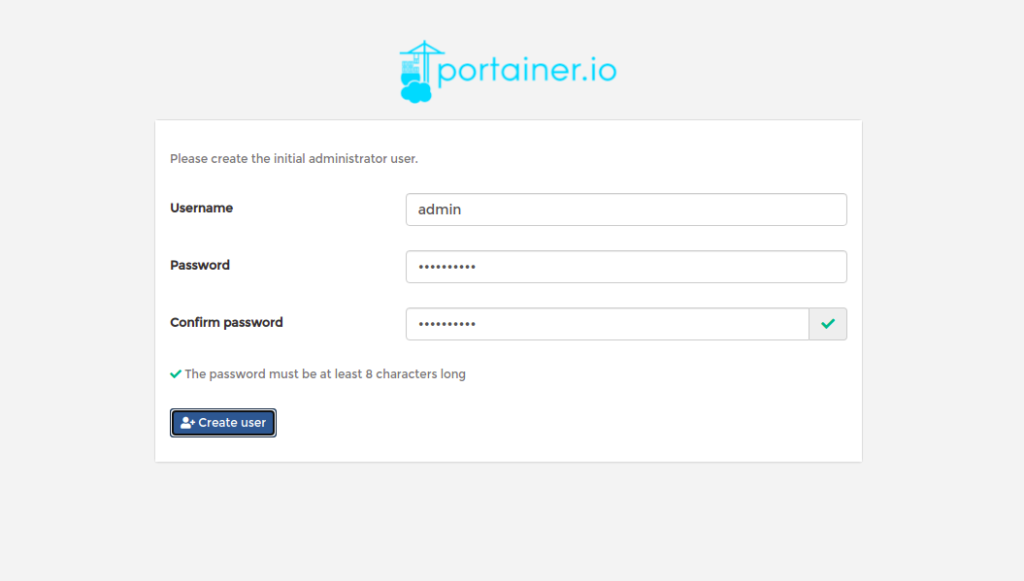 portainer.io
Please create the initial administrator user.
Username
admin
Password
••••••••••
Confirm password
••••••••••
The password must be at least 8 characters long
Create user